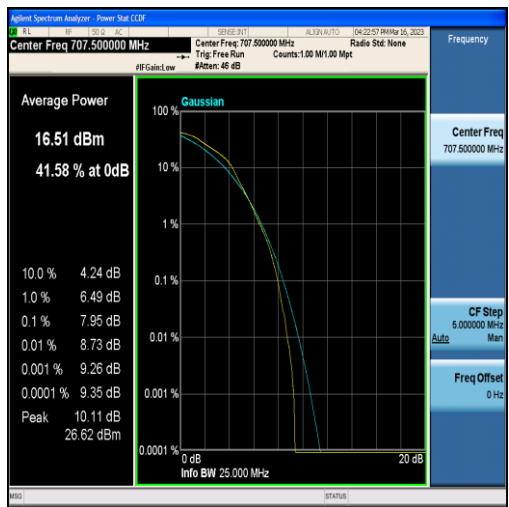 Agilent Spectrum Analyzer - Power Stat CCDF
RL RF 50 Ω AC SENSE:INT ALIGN AUTO 04:22:57 PM Mar 16, 2023
Center Freq 707.500000 MHz
Center Freq: 707.500000 MHz Radio Std: None
Trig: Free Run Counts:1.00 M/1.00 Mpt
#IFGain:Low #Atten: 46 dB
Frequency
Average Power
16.51 dBm
41.58 % at 0dB
10.0 % 4.24 dB
1.0 % 6.49 dB
0.1 % 7.95 dB
0.01 % 8.73 dB
0.001 % 9.26 dB
0.0001 % 9.35 dB
Peak 10.11 dB
26.62 dBm
Gaussian
100 %
10 %
1 %
0.1 %
0.01 %
0.001 %
0.0001 %
0 dB 20 dB
Info BW 25.000 MHz
Center Freq
707.500000 MHz
CF Step
5.000000 MHz
Auto Man
Freq Offset
0 Hz
MSG STATUS